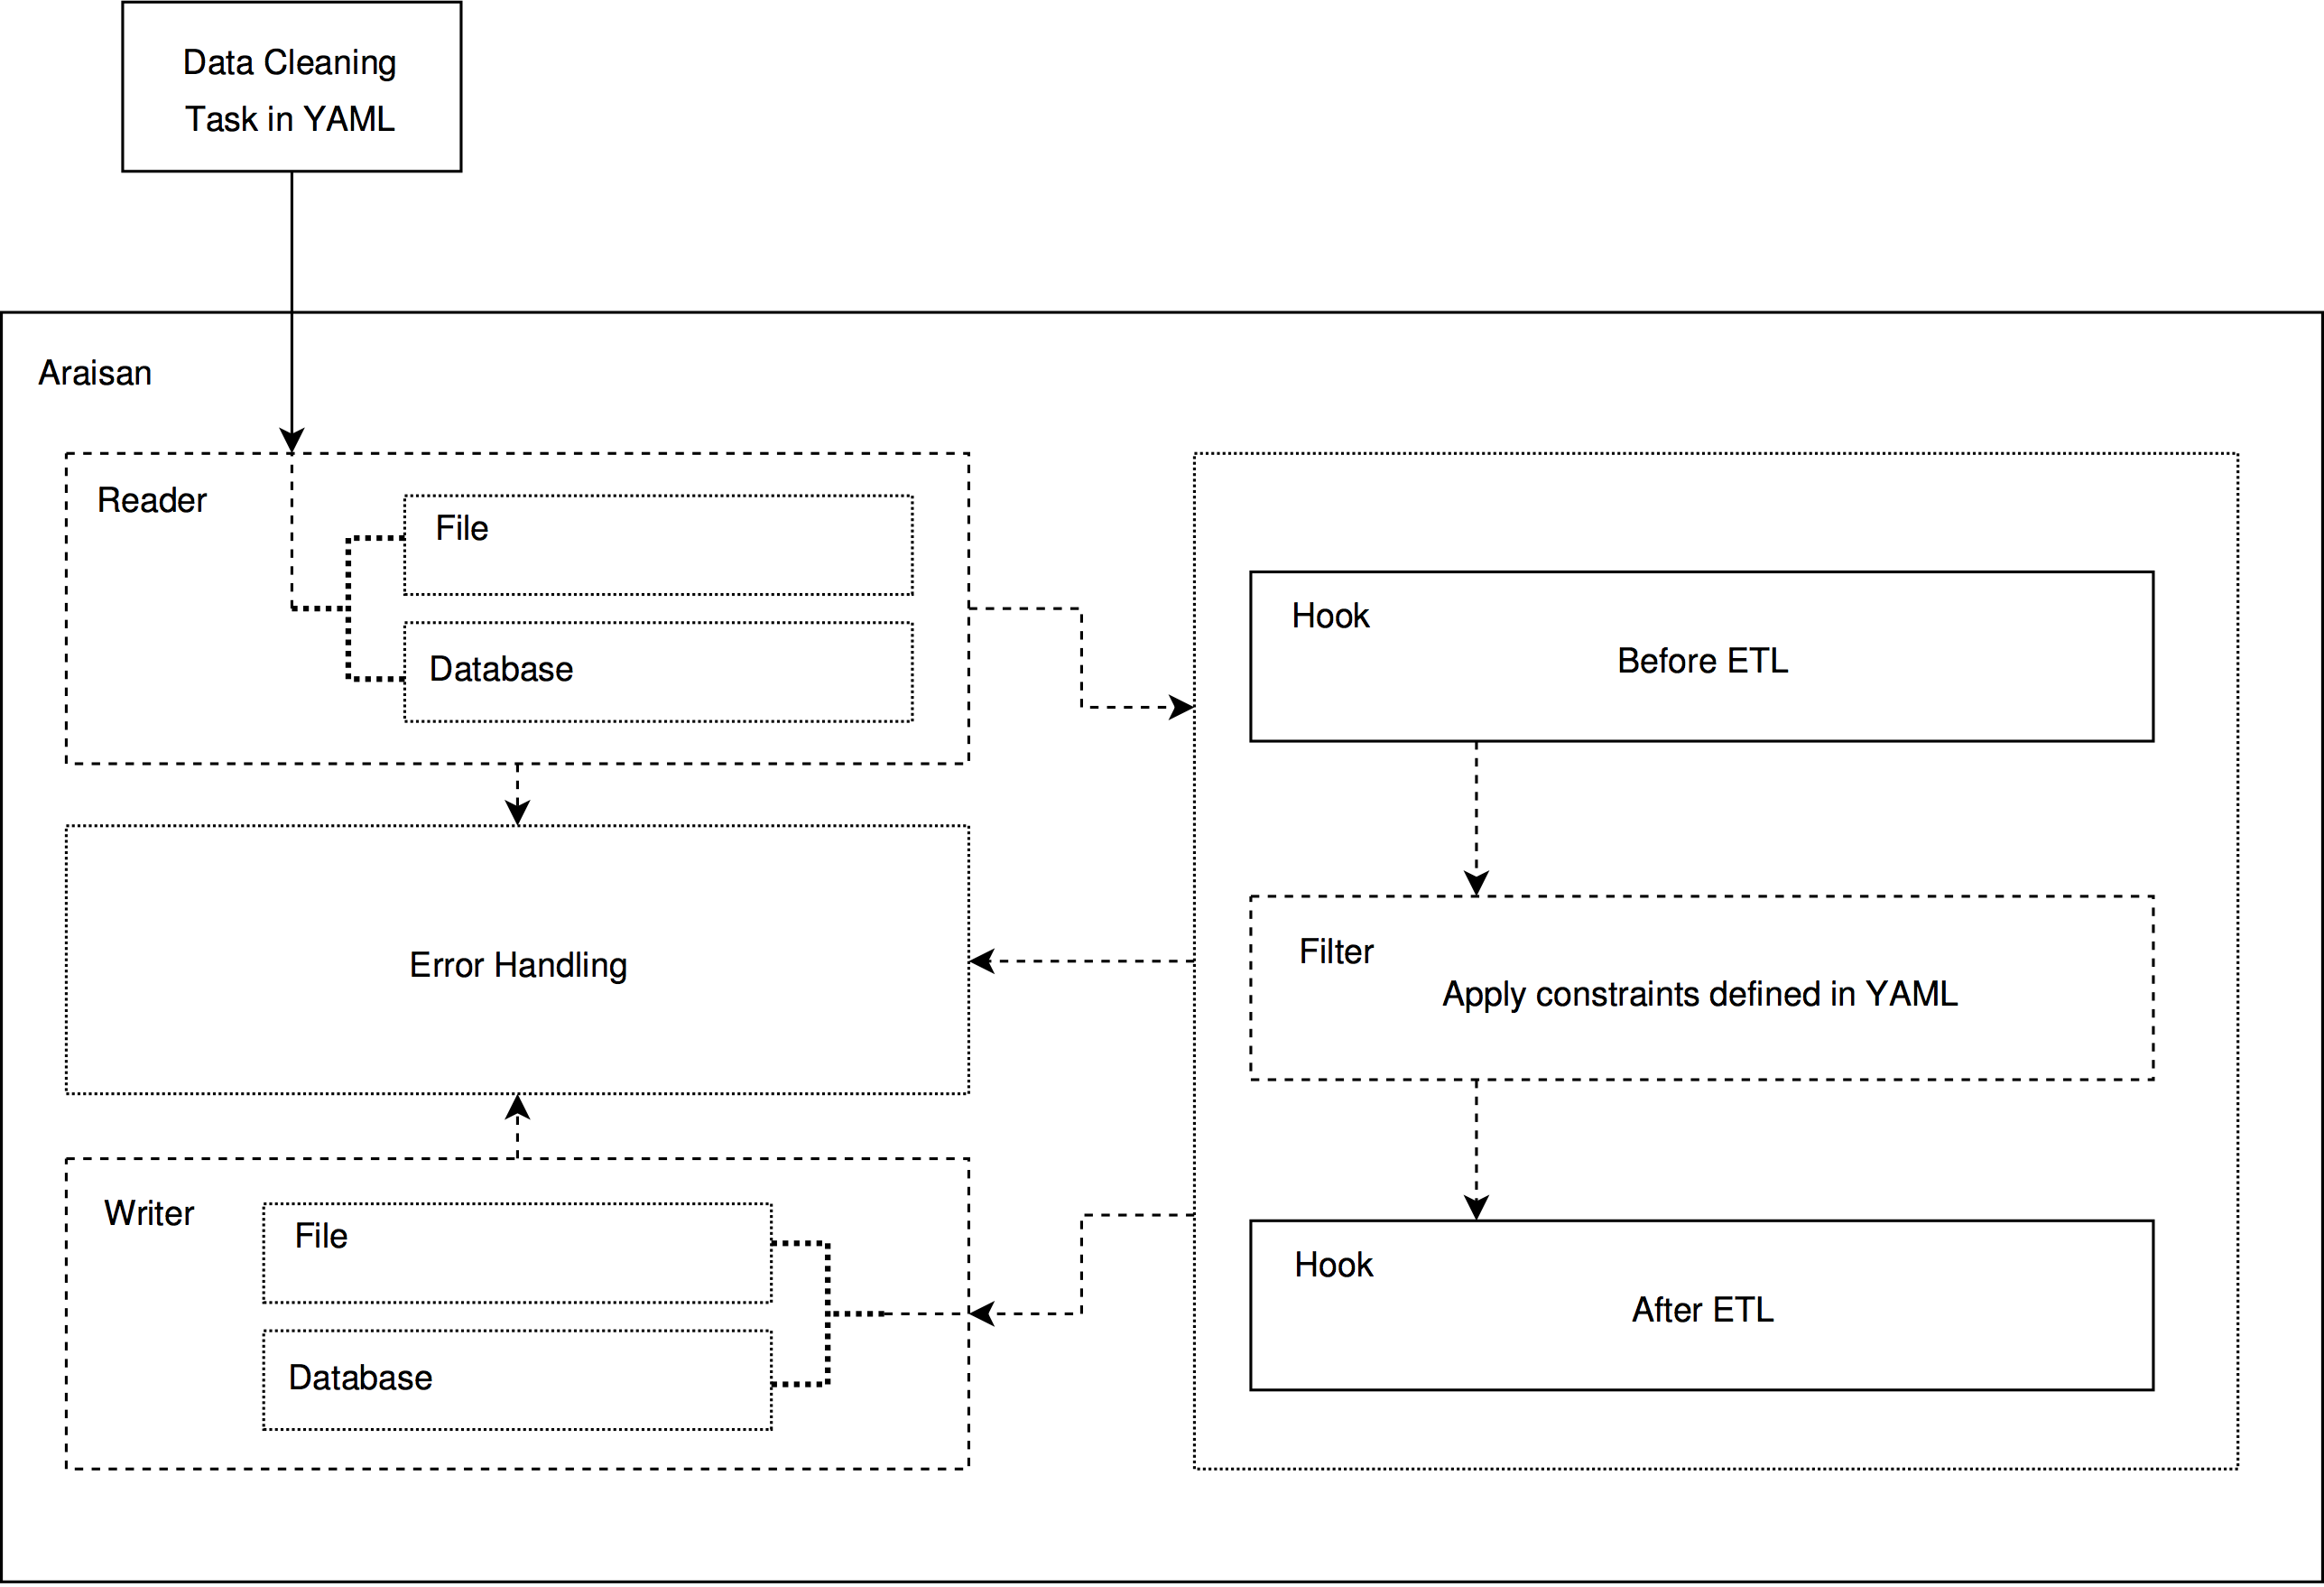 Data Cleaning
Task in YAML
Araisan
Reader
File
Database
Hook
Before ETL
Error Handling
Filter
Apply constraints defined in YAML
Writer
File
Database
Hook
After ETL